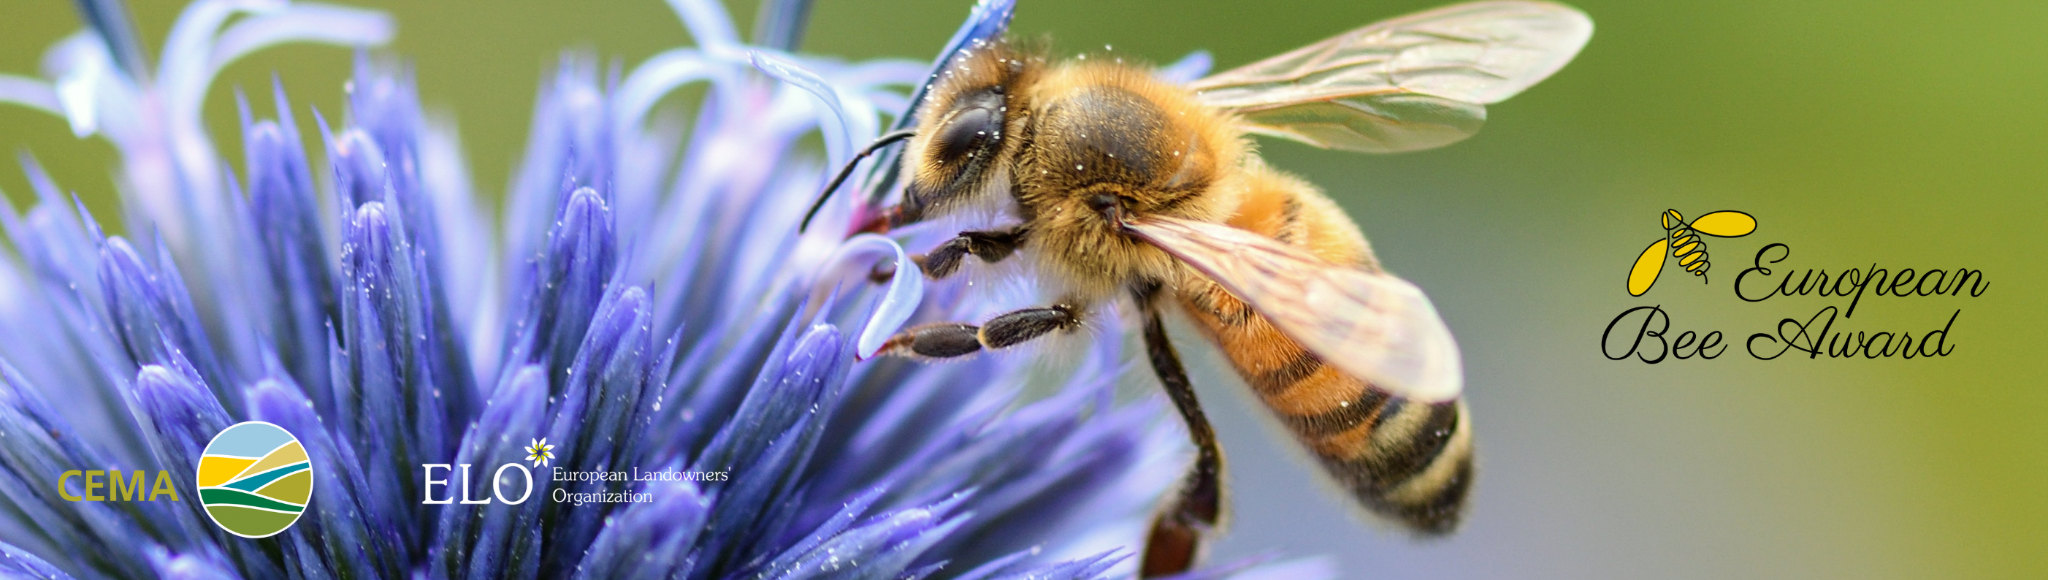 European
Bee Award
CEMA
ELO
European Landowners'
Organization